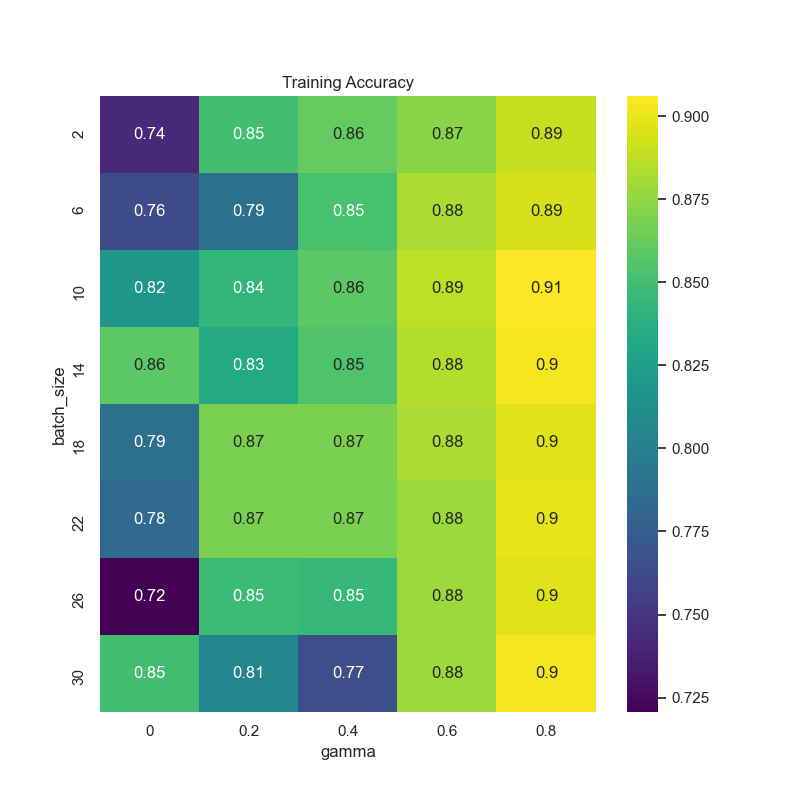 Training Accuracy
2 0.74 0.85 0.86 0.87 0.89
6 0.76 0.79 0.85 0.88 0.89
10 0.82 0.84 0.86 0.89 0.91
14 0.86 0.83 0.85 0.88 0.9
18 0.79 0.87 0.87 0.88 0.9
22 0.78 0.87 0.87 0.88 0.9
26 0.72 0.85 0.85 0.88 0.9
30 0.85 0.81 0.77 0.88 0.9
batch_size
0 0.2 0.4 0.6 0.8
gamma
0.900
0.875
0.850
0.825
0.800
0.775
0.750
0.725